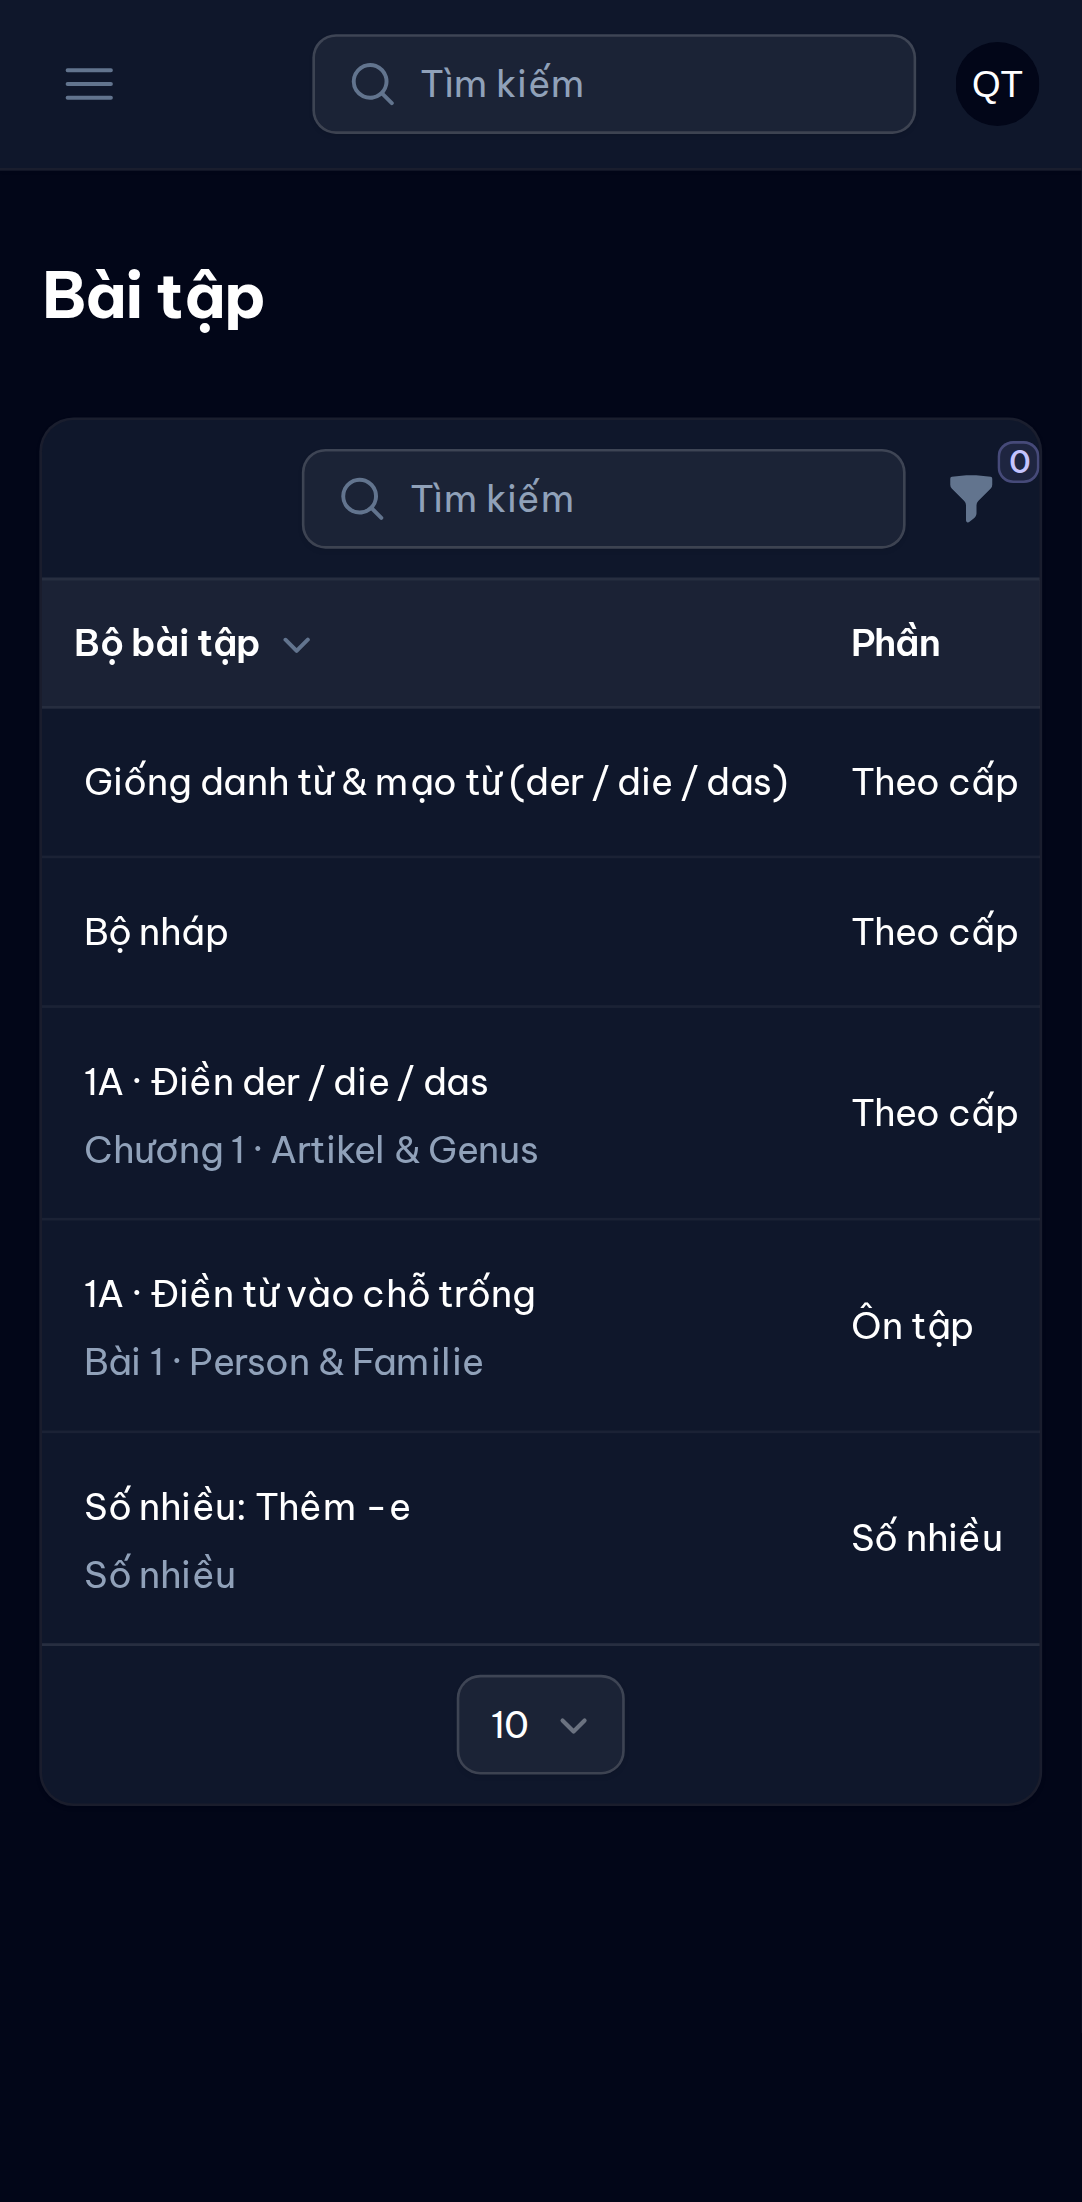 Tìm kiếm
QT
Bài tập
Tìm kiếm
0
Bộ bài tập
Phần
Giống danh từ & mạo từ (der / die / das)
Theo cấp
Bộ nháp
Theo cấp
1A · Điền der / die / das
Chương 1 · Artikel & Genus
Theo cấp
1A · Điền từ vào chỗ trống
Bài 1 · Person & Familie
Ôn tập
Số nhiều: Thêm -e
Số nhiều
Số nhiều
10